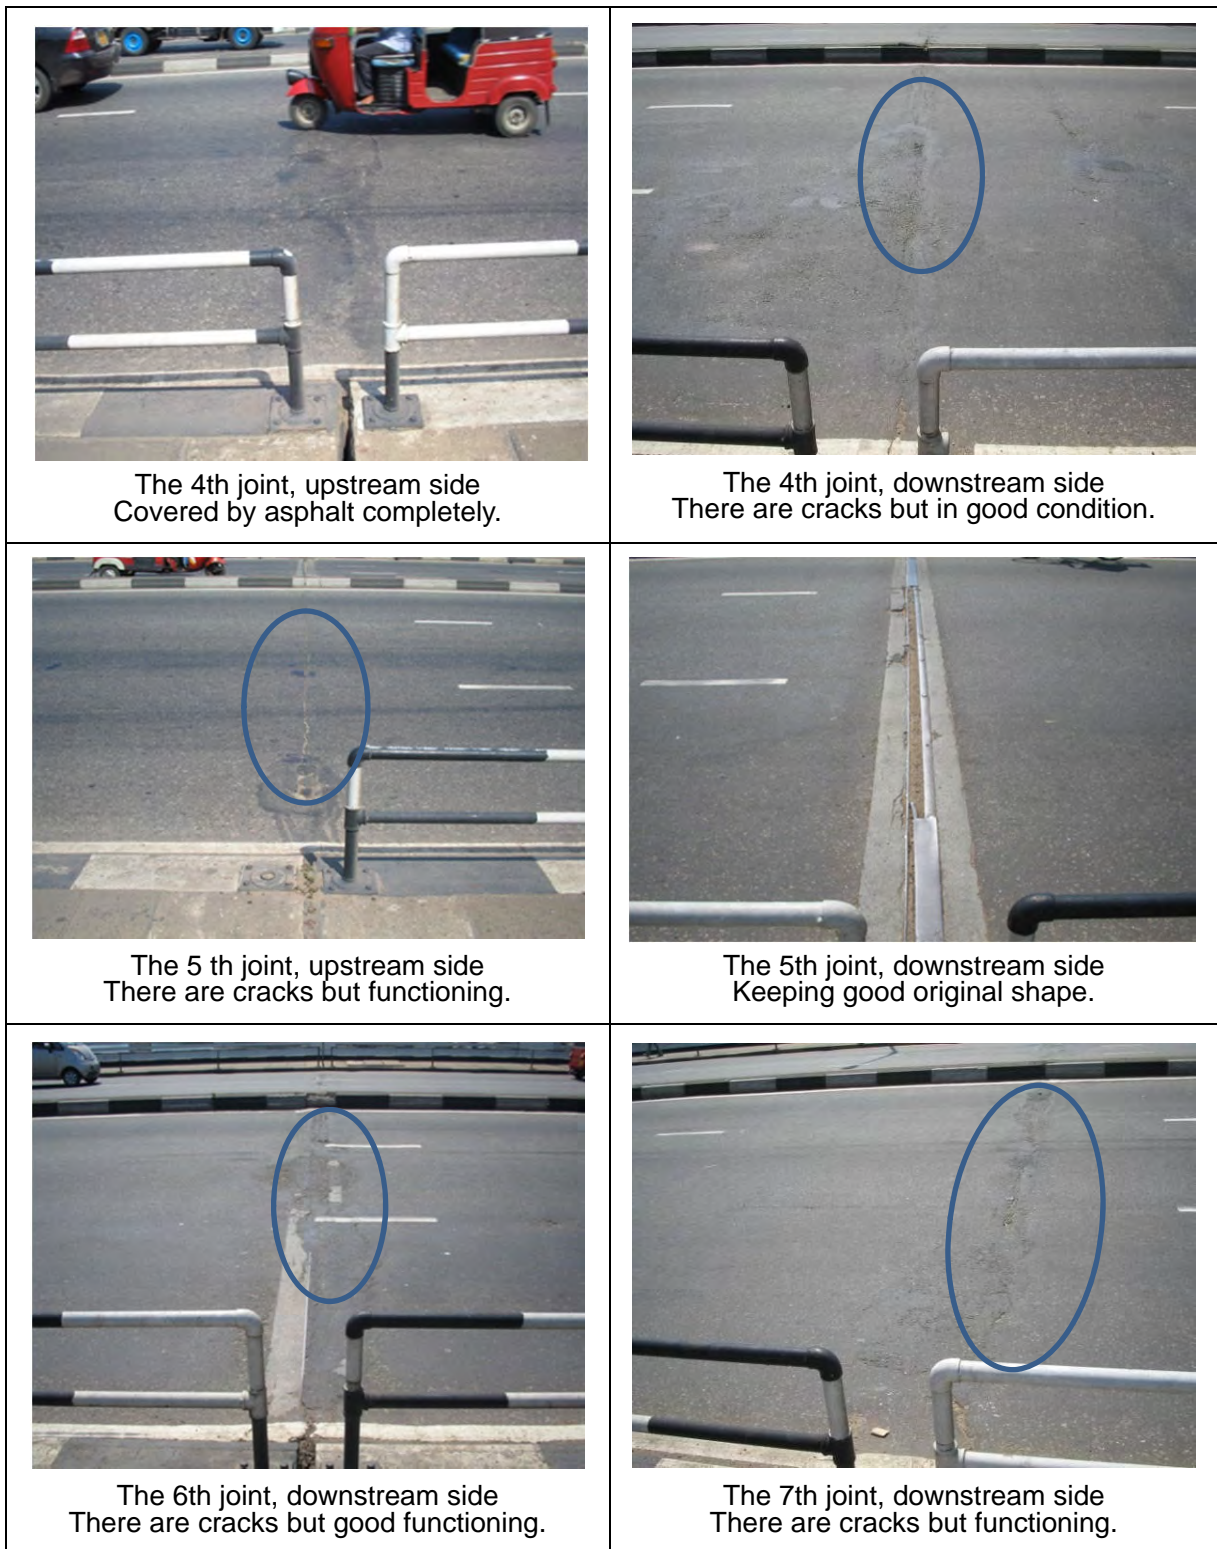 The 4th joint, upstream side
Covered by asphalt completely.
The 4th joint, downstream side
There are cracks but in good condition.
The 5 th joint, upstream side
There are cracks but functioning.
The 5th joint, downstream side
Keeping good original shape.
The 6th joint, downstream side
There are cracks but good functioning.
The 7th joint, downstream side
There are cracks but functioning.